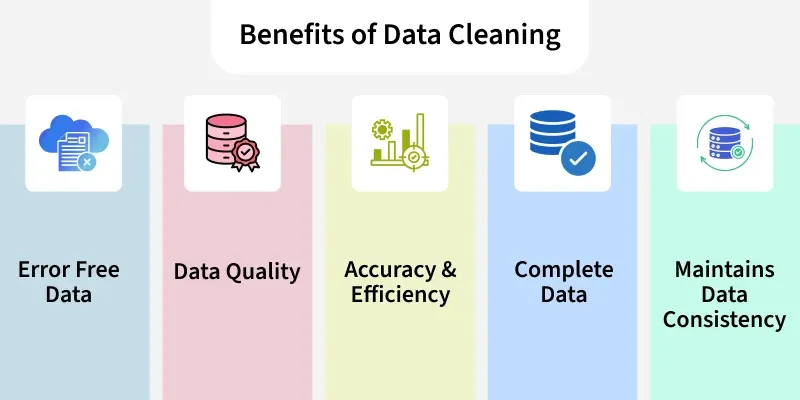 Benefits of Data Cleaning
Error Free
Data
Data Quality
Accuracy &
Efficiency
Complete
Data
Maintains
Data
Consistency